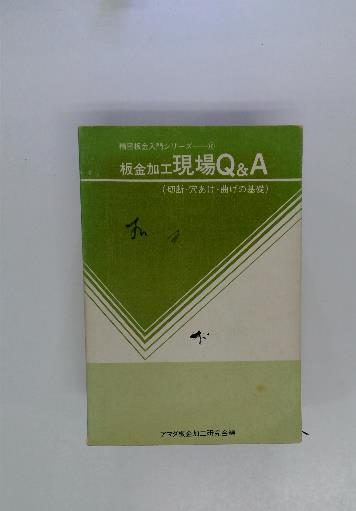 精密板金入門シリーズ
板金加工現場Q&A
(切断・穴あけ・曲げの基礎)
アマダ板金加工研究会編